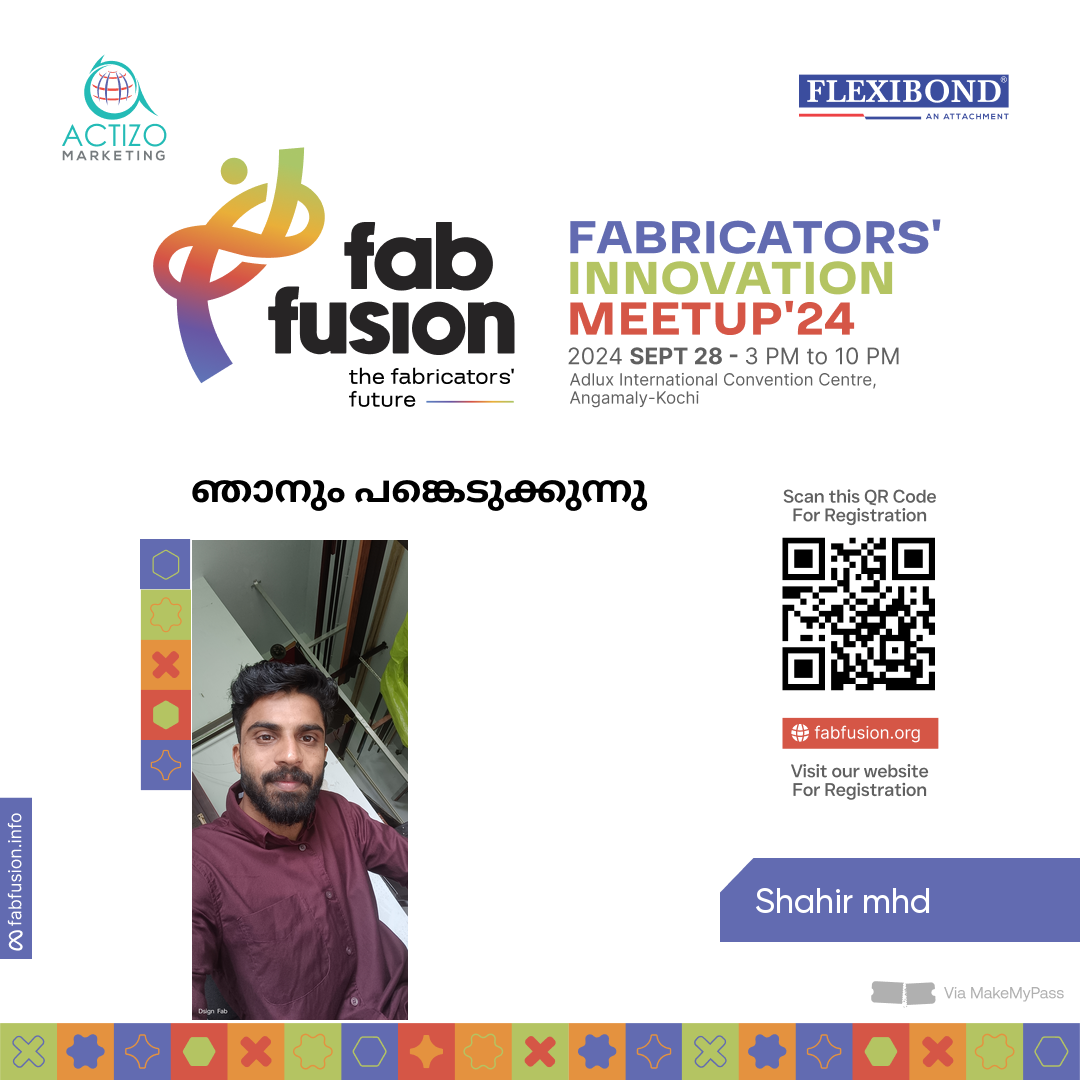 ACTIZO
MARKETING
FLEXIBOND®
AN ATTACHMENT
fab
fusion
the fabricators'
future
FABRICATORS'
INNOVATION
MEETUP'24
2024 SEPT 28 - 3 PM to 10 PM
Adlux International Convention Centre,
Angamaly-Kochi
ഞാനും പങ്കെടുക്കുന്നു
Scan this QR Code
For Registration
fabfusion.org
Visit our website
For Registration
fabfusion.info
Shahir mhd
Dsign Fab
Via MakeMyPass